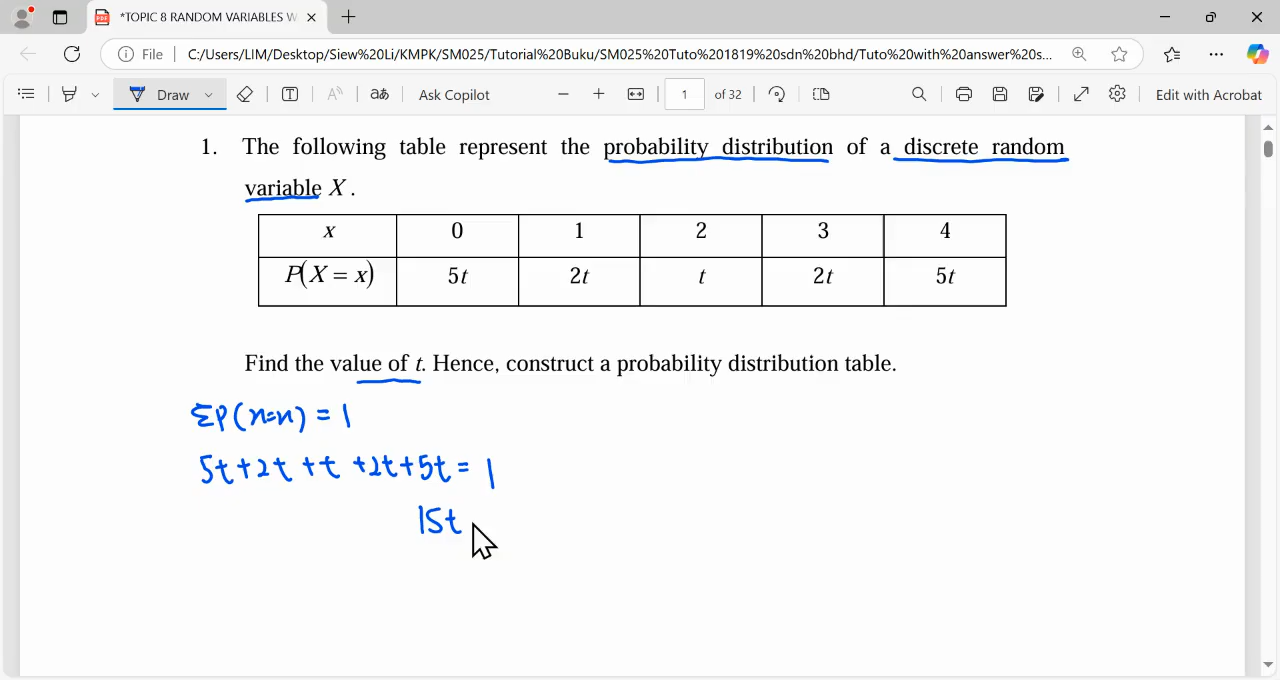 *TOPIC 8 RANDOM VARIABLES W
File C:/Users/LIM/Desktop/Siew%20Li/KMPK/SM025/Tutorial%20Buku/SM025%20Tuto%201819%20sdn%20bhd/Tuto%20with%20answer%20s...
Draw Ask Copilot 1 of 32 Edit with Acrobat
1. The following table represent the probability distribution of a discrete random
variable X .
x 0 1 2 3 4
P(X = x) 5t 2t t 2t 5t
Find the value of t. Hence, construct a probability distribution table.
ΣP(x=x) = 1
5t+2t+t+2t+5t= 1
15t